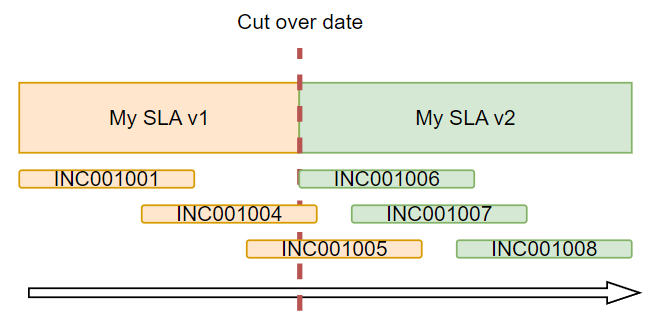 Cut over date
My SLA v1
My SLA v2
INC001001
INC001006
INC001004
INC001007
INC001005
INC001008